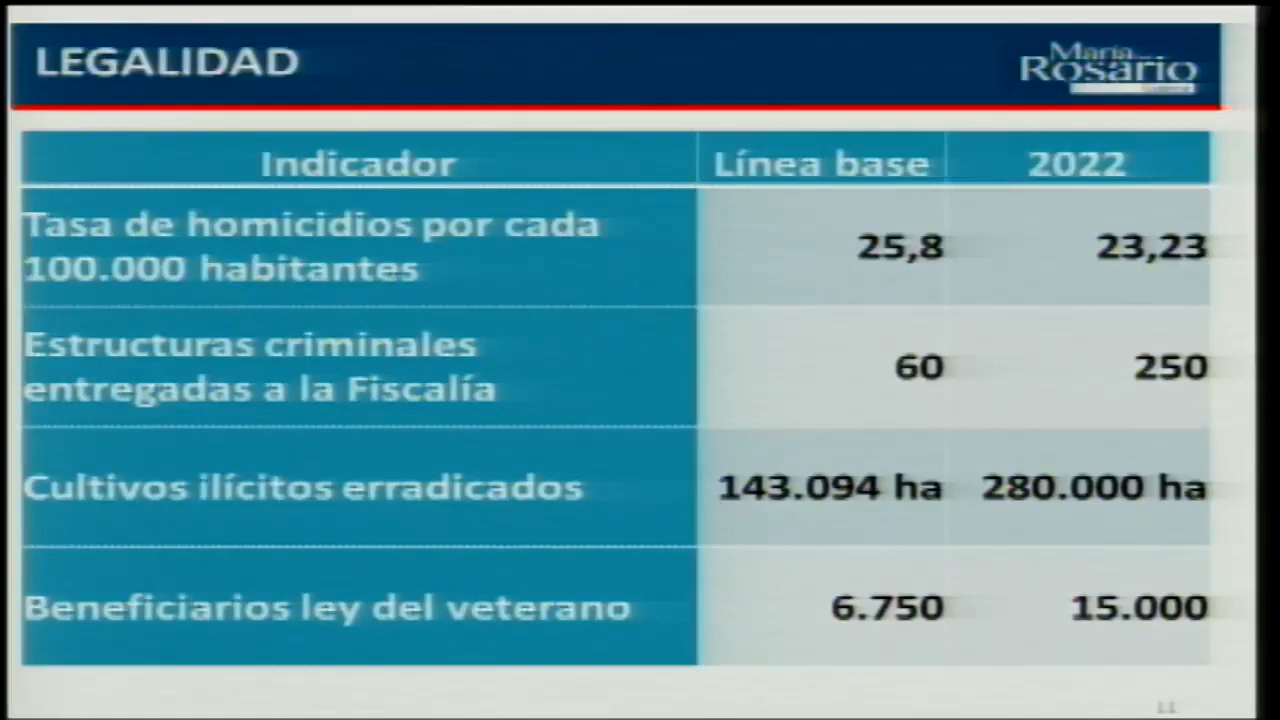 LEGALIDAD
María
Rosario
Indicador
Línea base
2022
Tasa de homicidios por cada
100.000 habitantes
25,8
23,23
Estructuras criminales
entregadas a la Fiscalía
60
250
Cultivos ilícitos erradicados
143.094 ha
280.000 ha
Beneficiarios ley del veterano
6.750
15.000
11